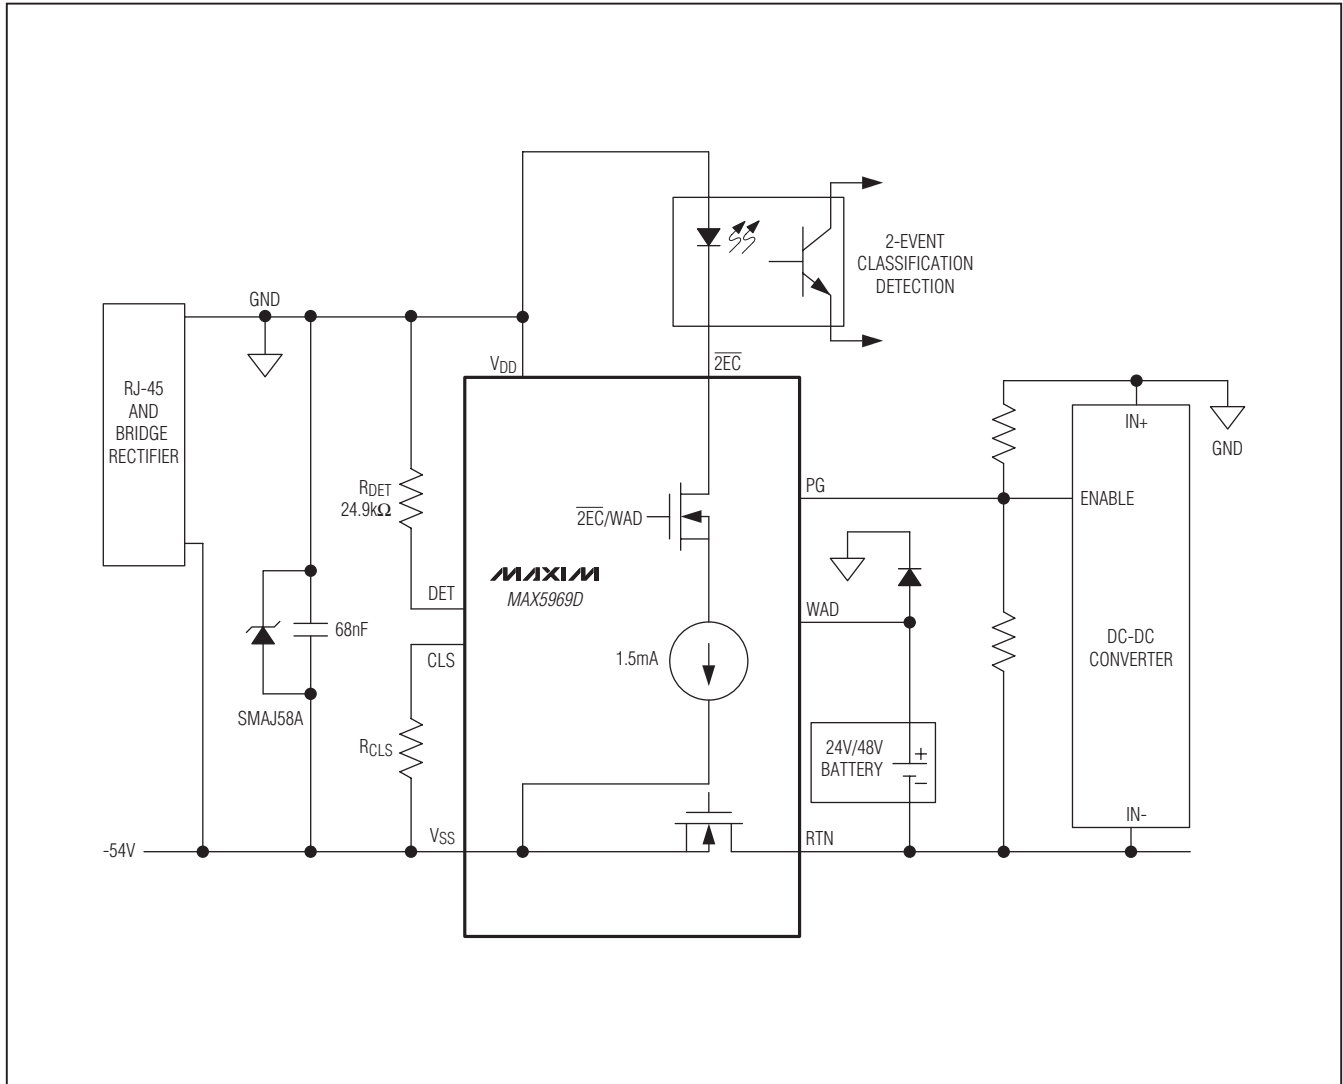 2-EVENT
CLASSIFICATION
DETECTION
GND
VDD
2EC
RJ-45
AND
BRIDGE
RECTIFIER
IN+
GND
RDET
24.9kΩ
PG
ENABLE
2EC/WAD
MAXIM
MAX5969D
DET
WAD
68nF
CLS
1.5mA
DC-DC
CONVERTER
SMAJ58A
RCLS
24V/48V
BATTERY
+
-
IN-
-54V
VSS
RTN